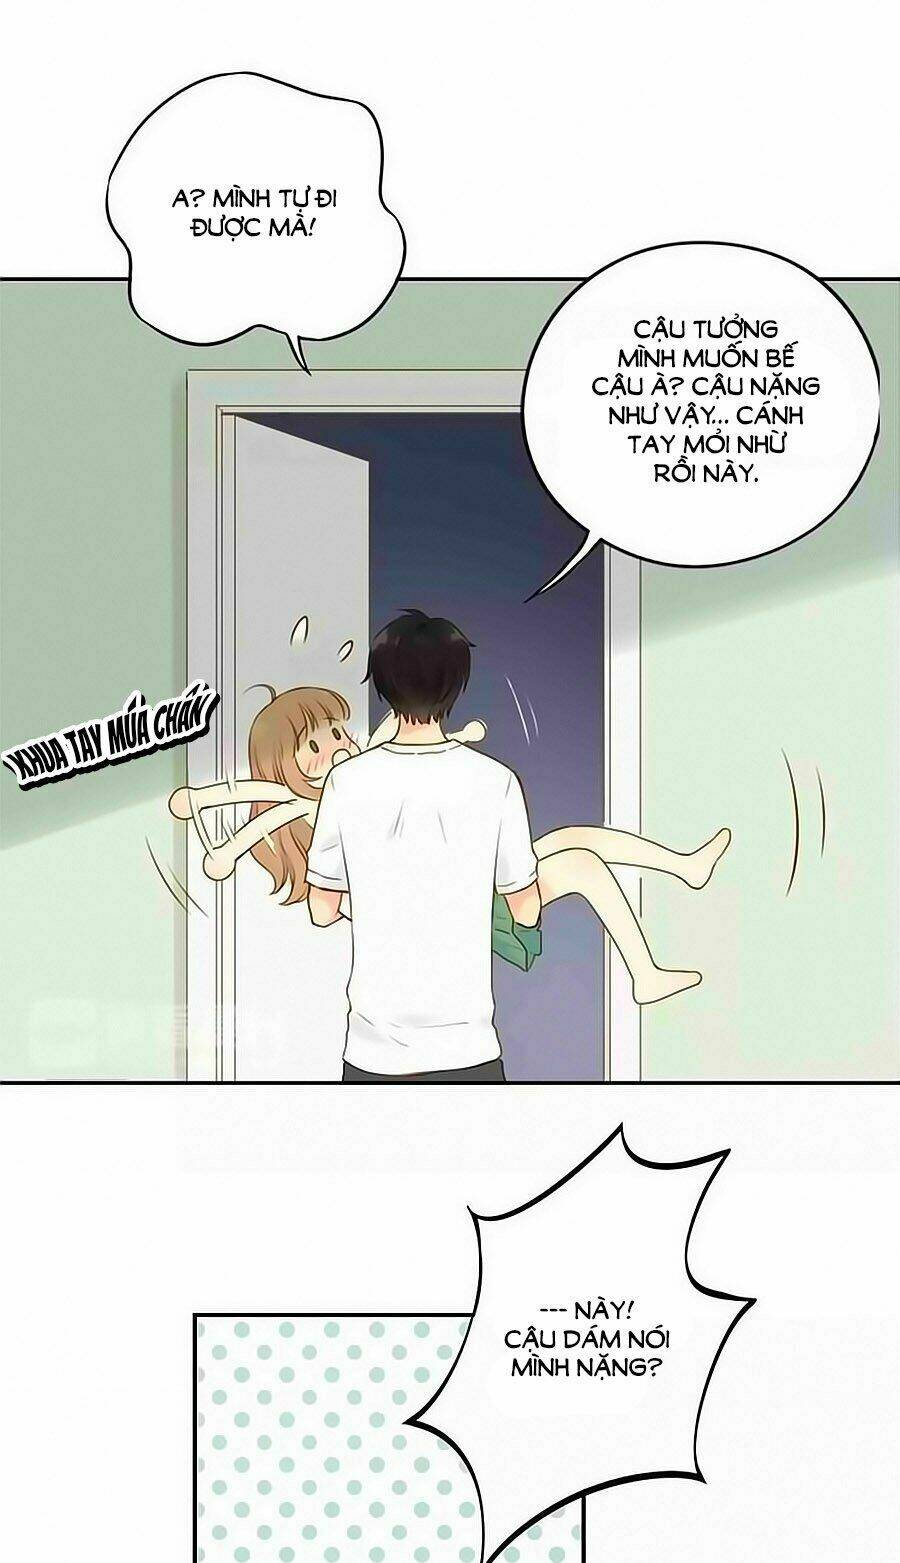 A? MÌNH TỰ ĐI
ĐƯỢC MÀ!
CẬU TƯỞNG
MÌNH MUỐN BẾ
CẬU À? CẬU NẶNG
NHƯ VẬY... CÁNH
TAY MỎI NHỪ
RỒI NÀY.
KHUA TAY MÚA CHÂN
--- NÀY!
CẬU DÁM NÓI
MÌNH NẶNG?